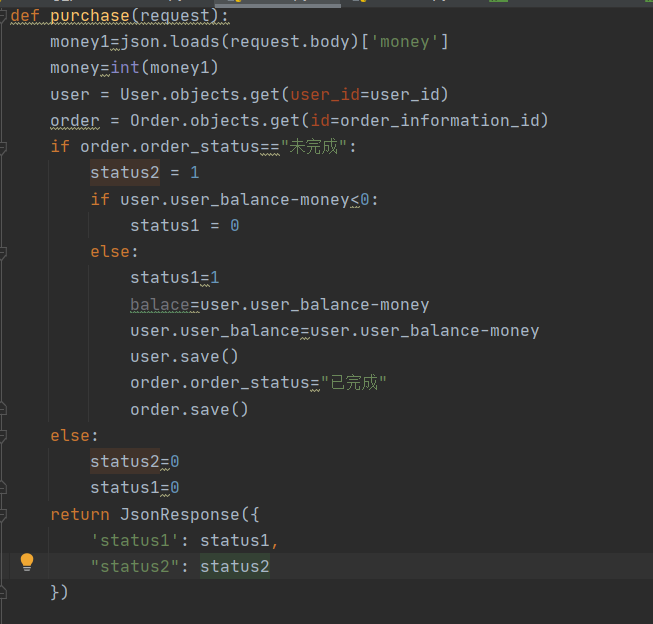 def purchase(request):
    money1=json.loads(request.body)['money']
    money=int(money1)
    user = User.objects.get(user_id=user_id)
    order = Order.objects.get(id=order_information_id)
    if order.order_status=="未完成":
        status2 = 1
        if user.user_balance-money<0:
            status1 = 0
        else:
            status1=1
            balace=user.user_balance-money
            user.user_balance=user.user_balance-money
            user.save()
            order.order_status="已完成"
            order.save()
    else:
        status2=0
        status1=0
    return JsonResponse({
        'status1': status1,
        "status2": status2
    })